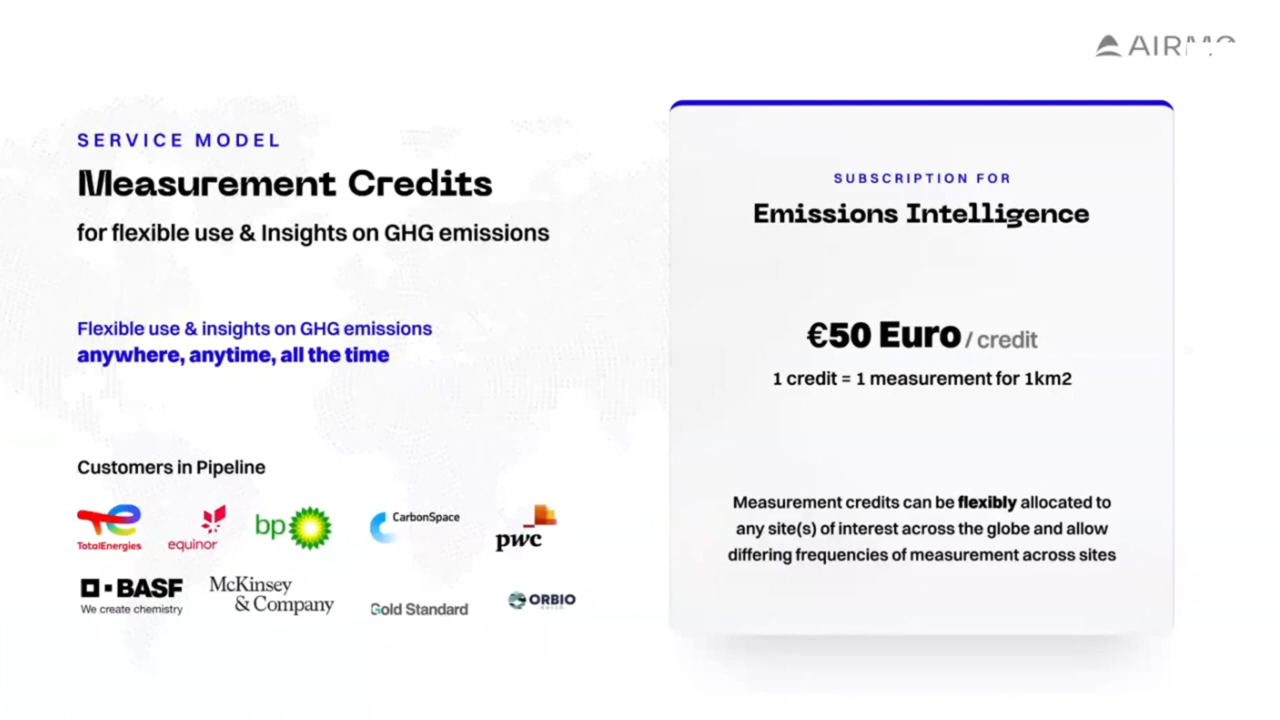 AIRMO
SERVICE MODEL
Measurement Credits
for flexible use & Insights on GHG emissions
Flexible use & insights on GHG emissions
anywhere, anytime, all the time
Customers in Pipeline
TotalEnergies
equinor
bp
CarbonSpace
pwc
BASF
We create chemistry
McKinsey
& Company
Gold Standard
ORBIO
SUBSCRIPTION FOR
Emissions Intelligence
€50 Euro / credit
1 credit = 1 measurement for 1km2
Measurement credits can be flexibly allocated to
any site(s) of interest across the globe and allow
differing frequencies of measurement across sites